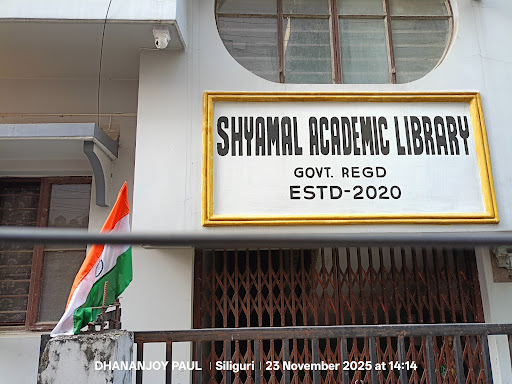 SHYAMAL ACADEMIC LIBRARY
GOVT. REGD
ESTD-2020
DHANANJOY PAUL | Siliguri | 23 November 2025 at 14:14